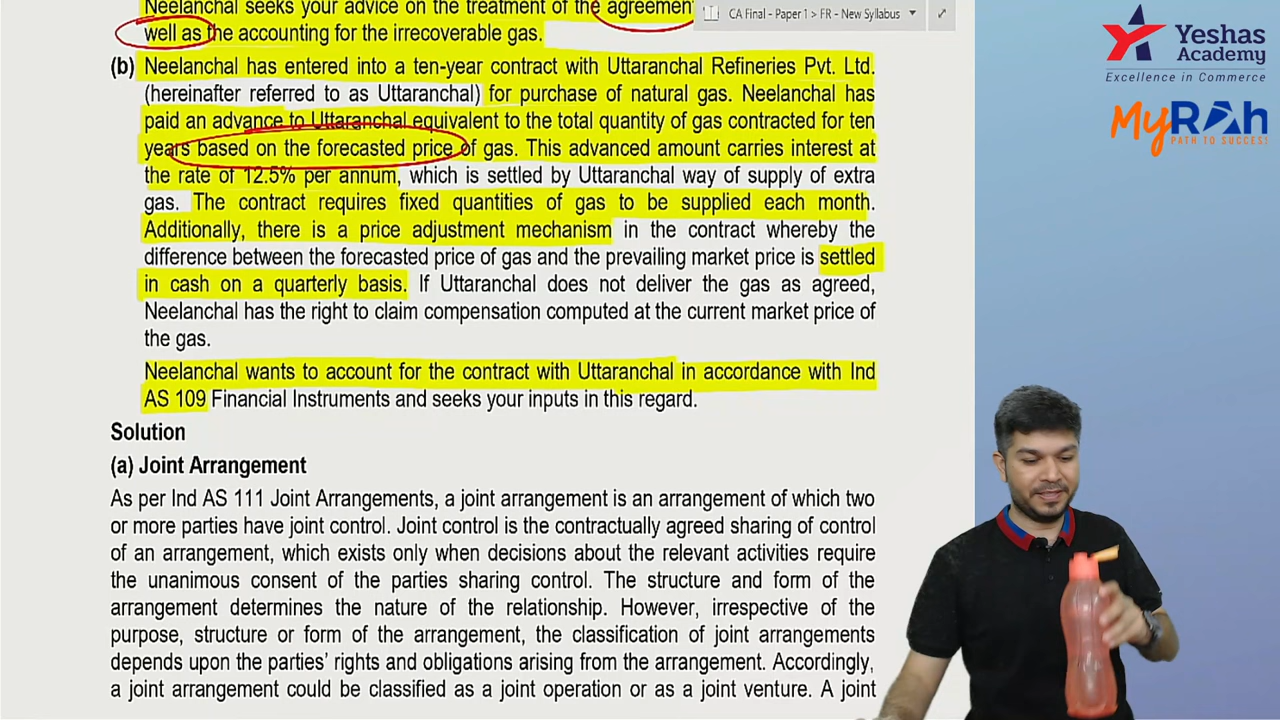 Neelanchal seeks your advice on the treatment of the agreemen
well as the accounting for the irrecoverable gas.
CA Final - Paper 1 > FR - New Syllabus
Yeshas
Academy
Excellence in Commerce
MyRAh
PATH TO SUCCESS
(b) Neelanchal has entered into a ten-year contract with Uttaranchal Refineries Pvt. Ltd.
(hereinafter referred to as Uttaranchal) for purchase of natural gas. Neelanchal has
paid an advance to Uttaranchal equivalent to the total quantity of gas contracted for ten
years based on the forecasted price of gas. This advanced amount carries interest at
the rate of 12.5% per annum, which is settled by Uttaranchal way of supply of extra
gas. The contract requires fixed quantities of gas to be supplied each month.
Additionally, there is a price adjustment mechanism in the contract whereby the
difference between the forecasted price of gas and the prevailing market price is settled
in cash on a quarterly basis. If Uttaranchal does not deliver the gas as agreed,
Neelanchal has the right to claim compensation computed at the current market price of
the gas.
Neelanchal wants to account for the contract with Uttaranchal in accordance with Ind
AS 109 Financial Instruments and seeks your inputs in this regard.
Solution
(a) Joint Arrangement
As per Ind AS 111 Joint Arrangements, a joint arrangement is an arrangement of which two
or more parties have joint control. Joint control is the contractually agreed sharing of control
of an arrangement, which exists only when decisions about the relevant activities require
the unanimous consent of the parties sharing control. The structure and form of the
arrangement determines the nature of the relationship. However, irrespective of the
purpose, structure or form of the arrangement, the classification of joint arrangements
depends upon the parties' rights and obligations arising from the arrangement. Accordingly,
a joint arrangement could be classified as a joint operation or as a joint venture. A joint